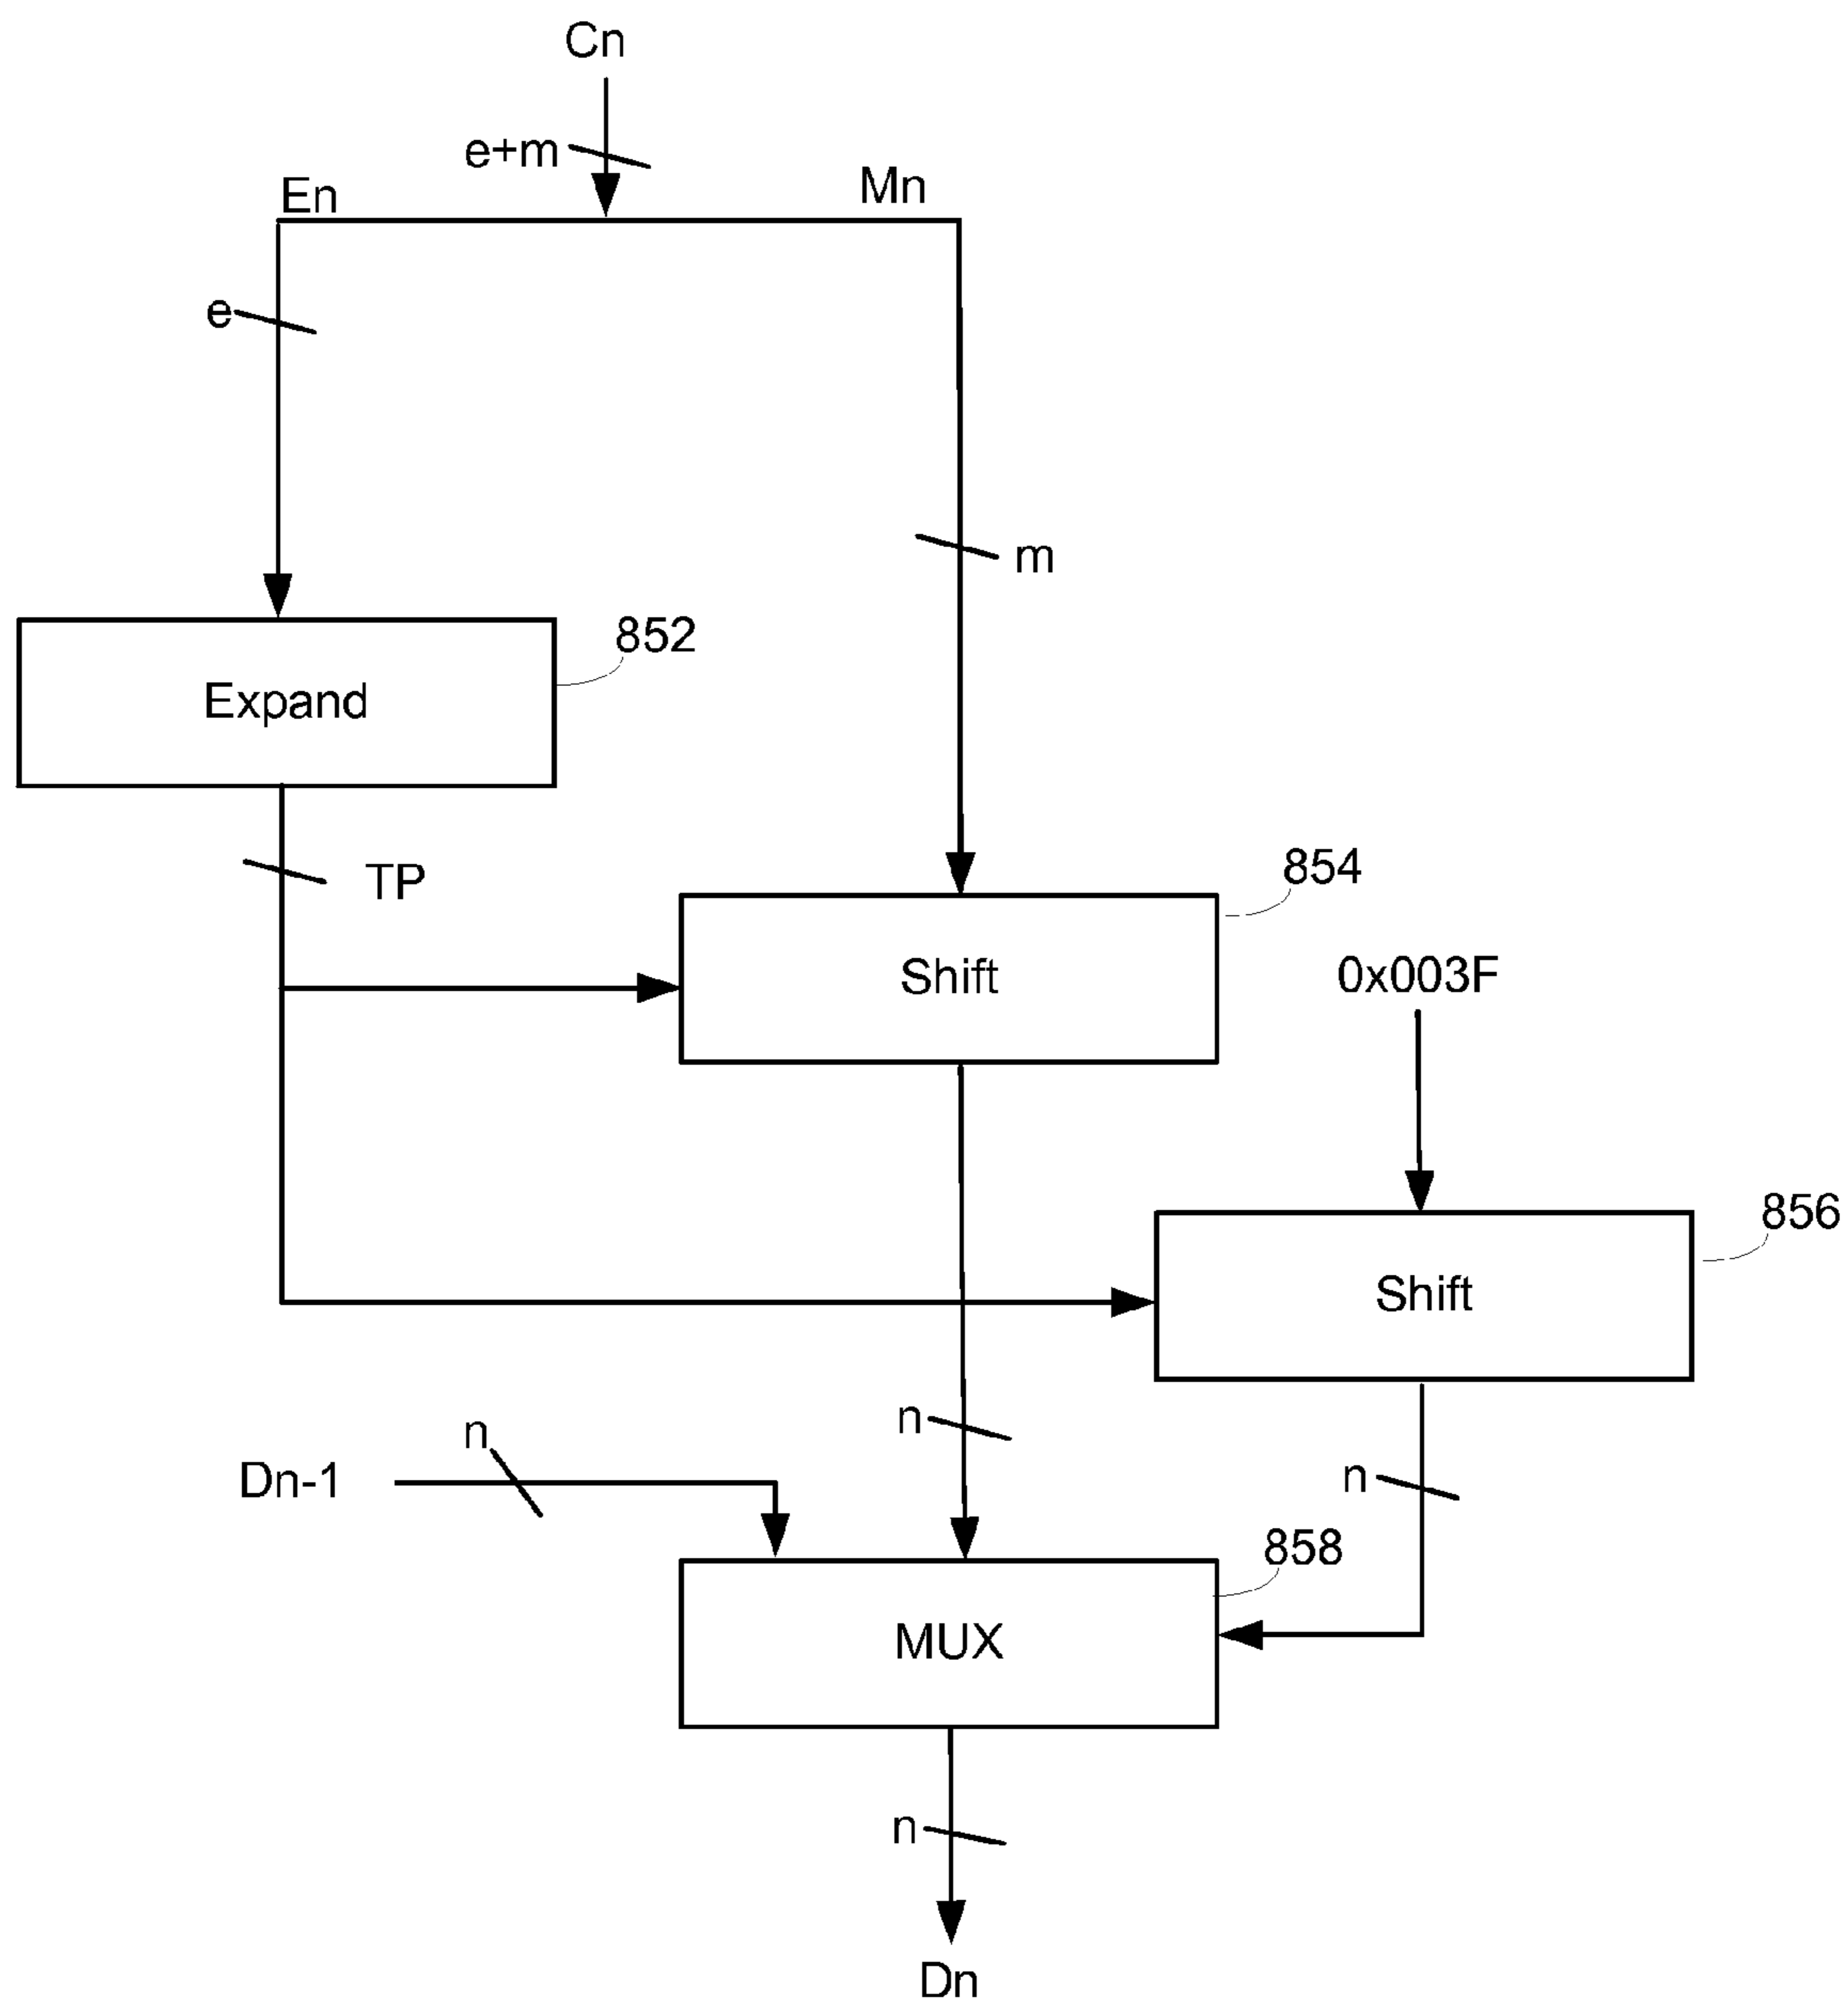 Cn
e+m
En
Mn
e
m
852
Expand
TP
854
Shift
0x003F
856
Shift
n
n
Dn-1
n
858
MUX
n
Dn